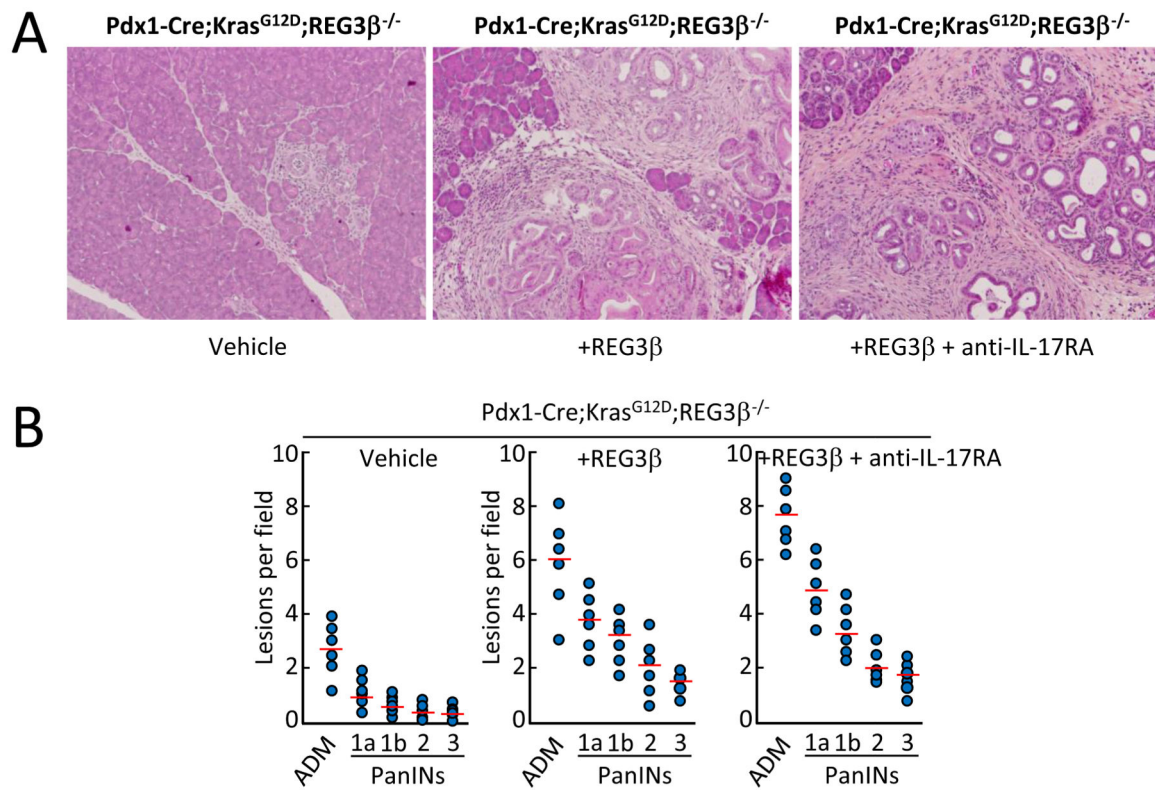 A
Pdx1-Cre;Kras^G12D;REG3β^-/- Pdx1-Cre;Kras^G12D;REG3β^-/- Pdx1-Cre;Kras^G12D;REG3β^-/-
Vehicle +REG3β +REG3β + anti-IL-17RA
B
Pdx1-Cre;Kras^G12D;REG3β^-/-
Vehicle
Lesions per field
10
8
6
4
2
0
ADM 1a 1b 2 3
PanINs
+REG3β
Lesions per field
10
8
6
4
2
0
ADM 1a 1b 2 3
PanINs
+REG3β + anti-IL-17RA
10
8
6
4
2
0
ADM 1a 1b 2 3
PanINs